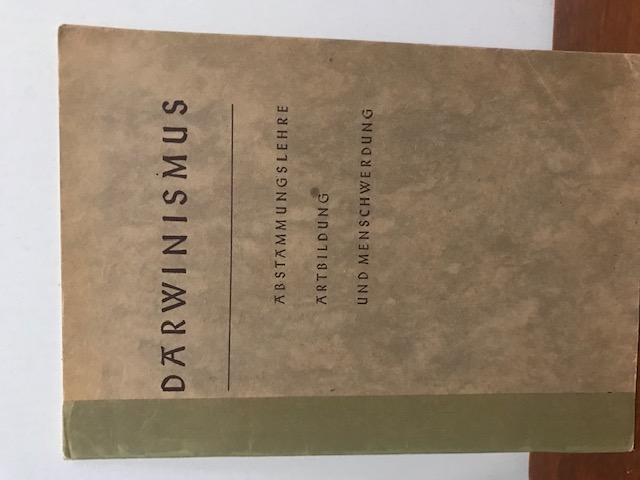 DARWINISMUS
ABSTAMMUNGSLEHRE
ARTBILDUNG
UND MENSCHWERDUNG